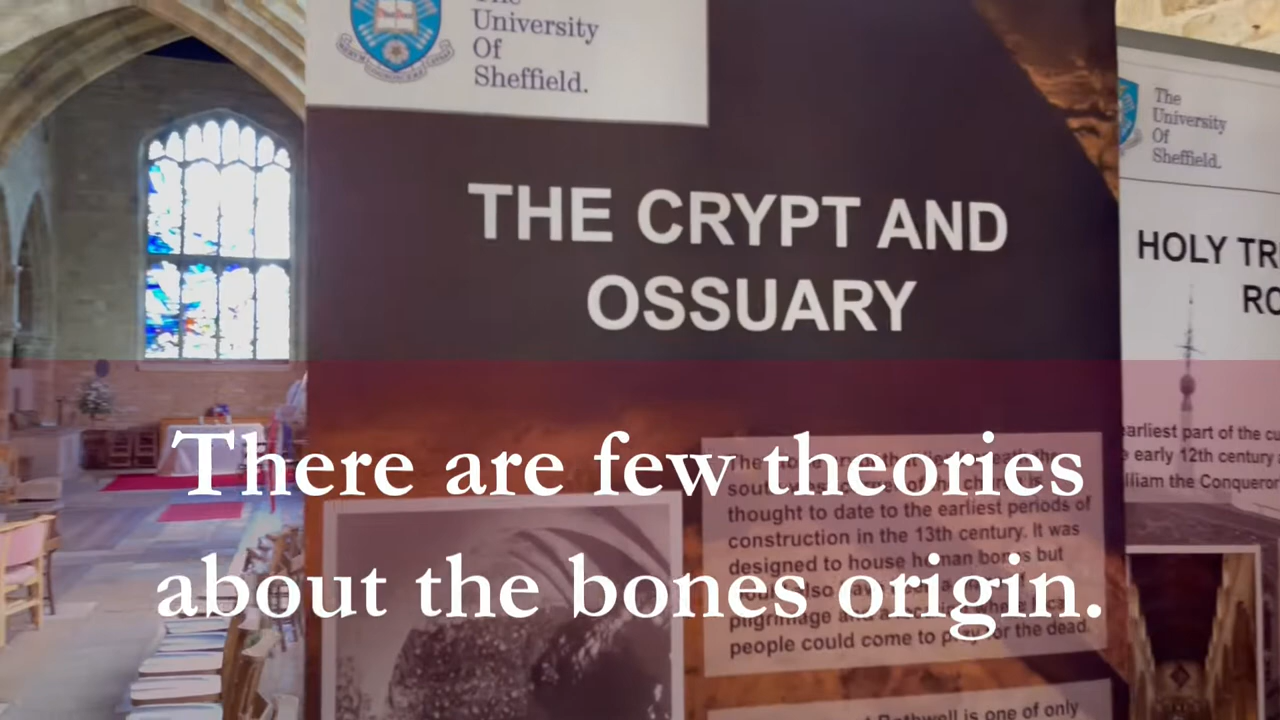 The
University
Of
Sheffield.
THE CRYPT AND
OSSUARY
There are few theories
about the bones origin.
thought to date to the earliest periods of
construction in the 13th century. It was
designed to house human bones but
pilgrimage
people could come to pray for the dead.
Rothwell is one of only
The
University
Of
Sheffield.
HOLY
earliest part of the
early 12th century
the Conqueror